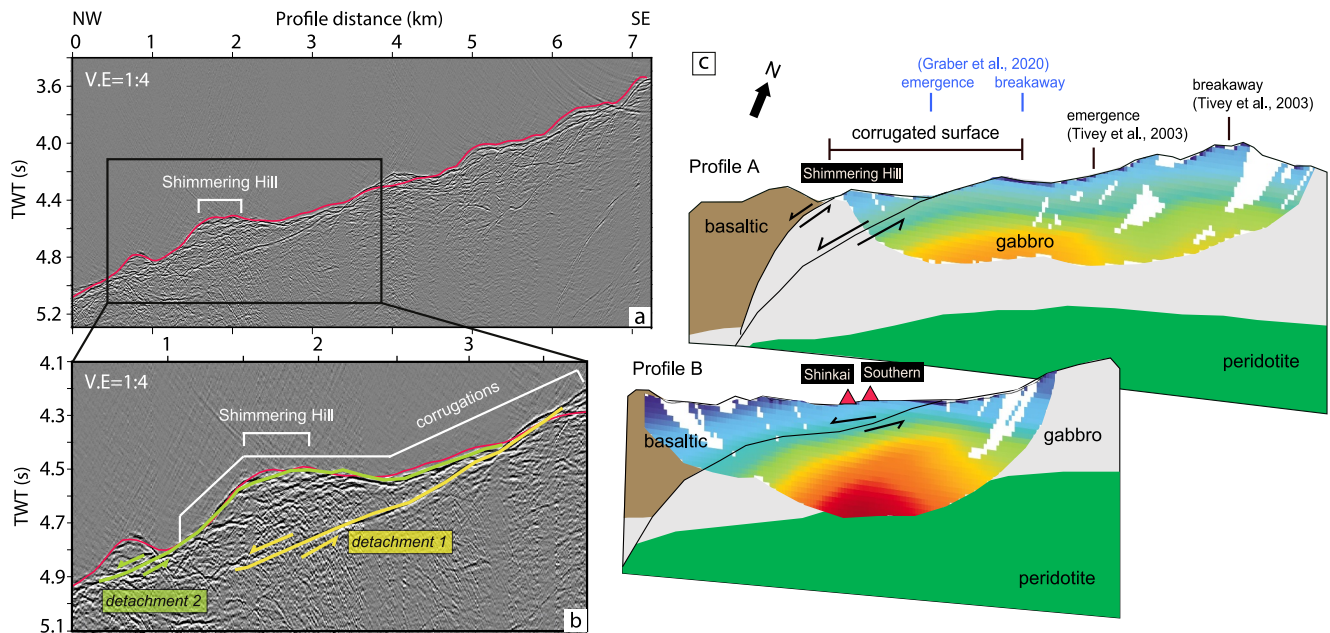 NW
Profile distance (km)
SE
0 1 2 3 4 5 6 7
V.E=1:4
3.6
4.0
4.4
4.8
5.2
TWT (s)
Shimmering Hill
a
1 2 3
V.E=1:4
4.1
4.3
4.5
4.7
4.9
5.1
TWT (s)
Shimmering Hill
corrugations
detachment 1
detachment 2
b
c
N
(Graber et al., 2020)
emergence
breakaway
breakaway
(Tivey et al., 2003)
emergence
(Tivey et al., 2003)
corrugated surface
Profile A
Shimmering Hill
basaltic
gabbro
peridotite
Profile B
Shinkai
Southern
basaltic
gabbro
peridotite